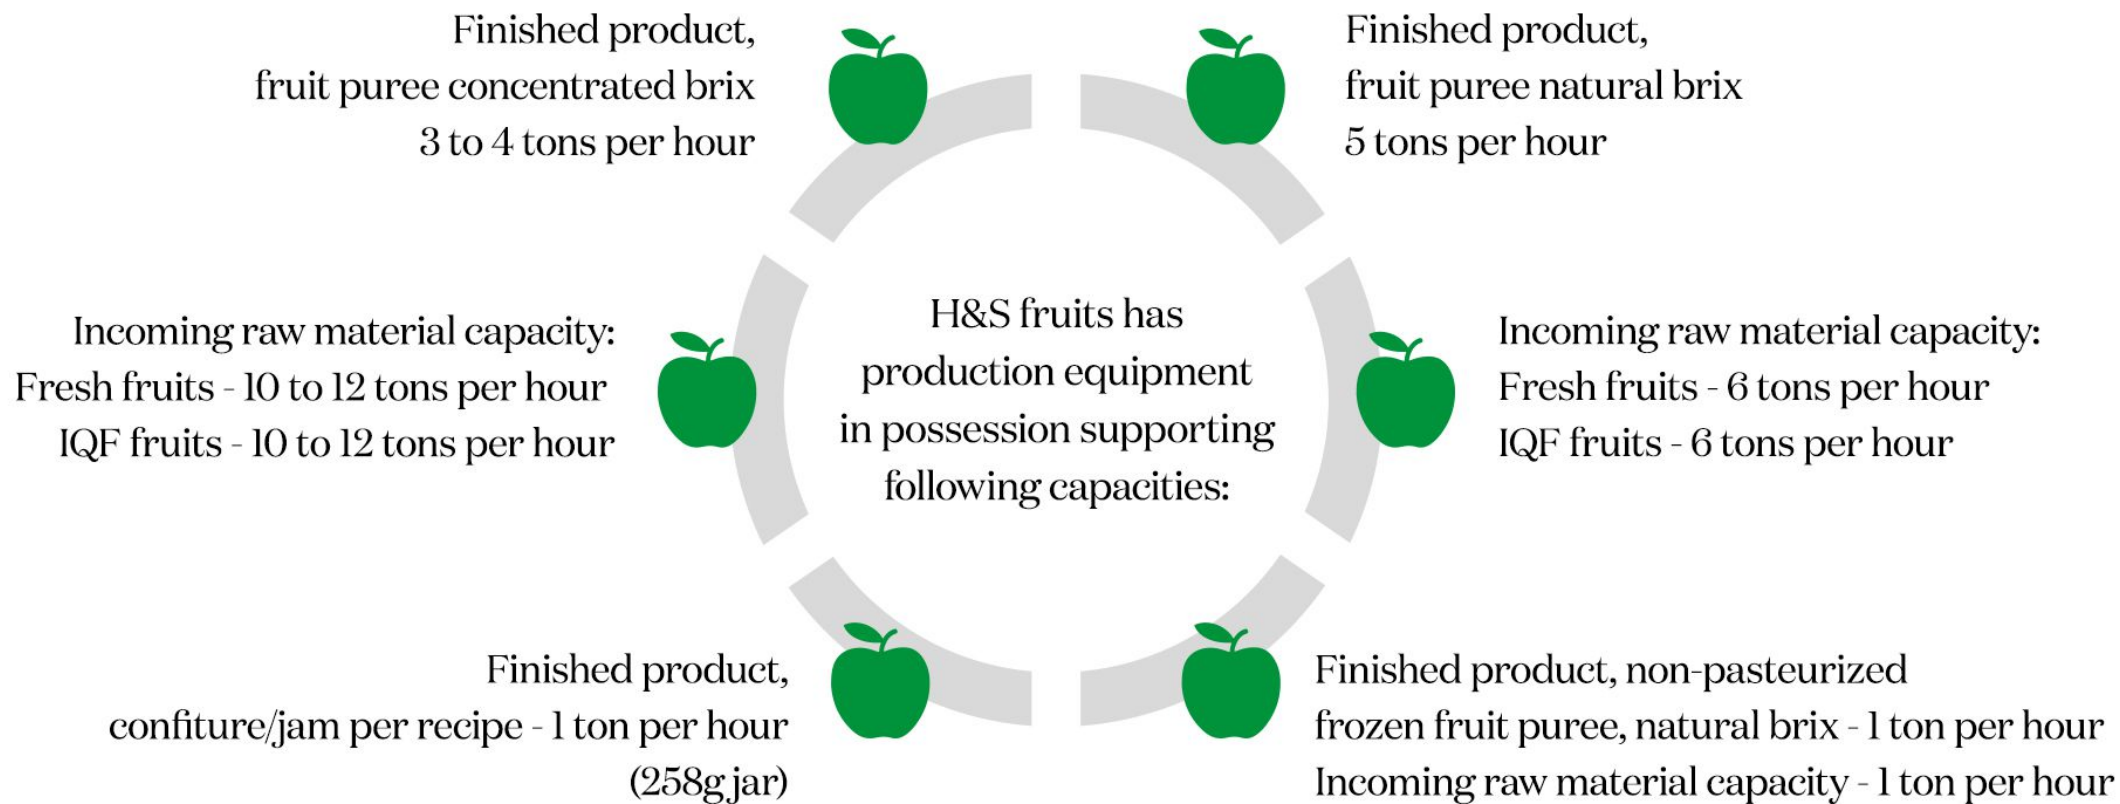 Finished product,
fruit puree concentrated brix
3 to 4 tons per hour
Finished product,
fruit puree natural brix
5 tons per hour
Incoming raw material capacity:
Fresh fruits - 10 to 12 tons per hour
IQF fruits - 10 to 12 tons per hour
H&S fruits has
production equipment
in possession supporting
following capacities:
Incoming raw material capacity:
Fresh fruits - 6 tons per hour
IQF fruits - 6 tons per hour
Finished product,
confiture/jam per recipe - 1 ton per hour
(258g jar)
Finished product, non-pasteurized
frozen fruit puree, natural brix - 1 ton per hour
Incoming raw material capacity - 1 ton per hour